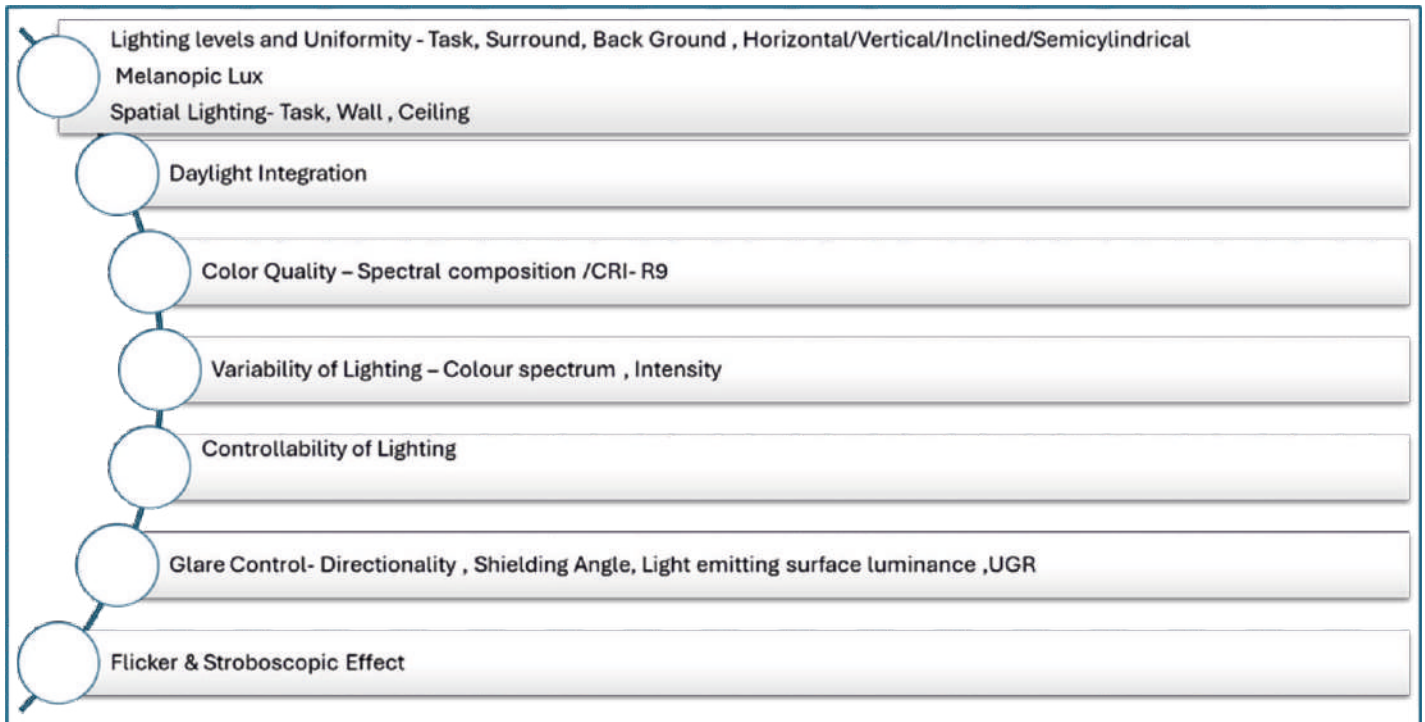 Lighting levels and Uniformity - Task, Surround, Back Ground , Horizontal/Vertical/Inclined/Semicylindrical
Melanopic Lux
Spatial Lighting- Task, Wall , Ceiling
Daylight Integration
Color Quality – Spectral composition /CRI- R9
Variability of Lighting – Colour spectrum , Intensity
Controllability of Lighting
Glare Control- Directionality , Shielding Angle, Light emitting surface luminance ,UGR
Flicker & Stroboscopic Effect